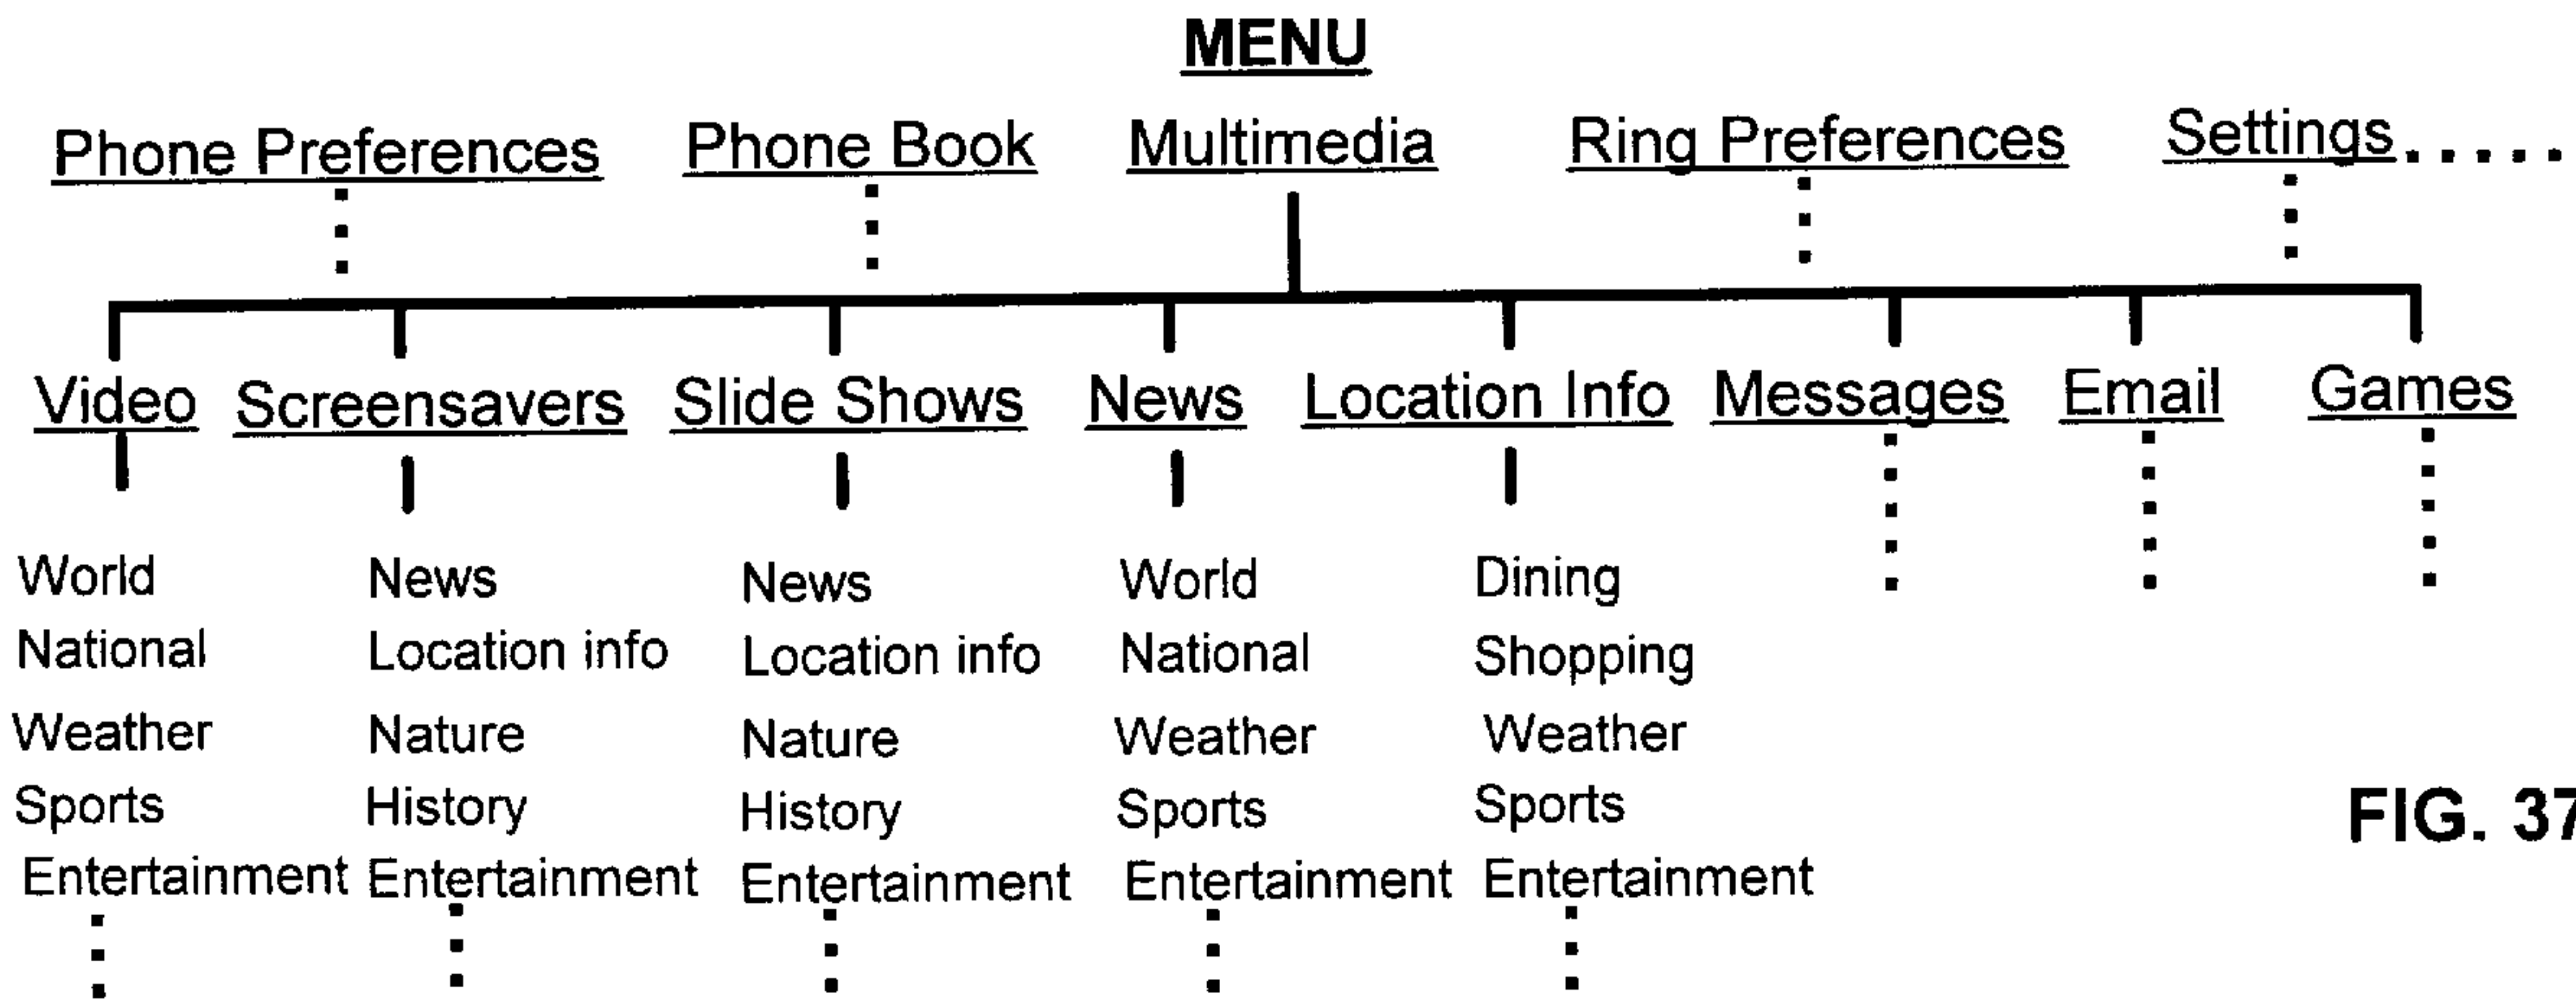 MENU
Phone Preferences Phone Book Multimedia Ring Preferences Settings.....
Video Screensavers Slide Shows News Location Info Messages Email Games
World News News World Dining
National Location info Location info National Shopping
Weather Nature Nature Weather Weather
Sports History History Sports Sports
Entertainment Entertainment Entertainment Entertainment Entertainment
FIG. 37